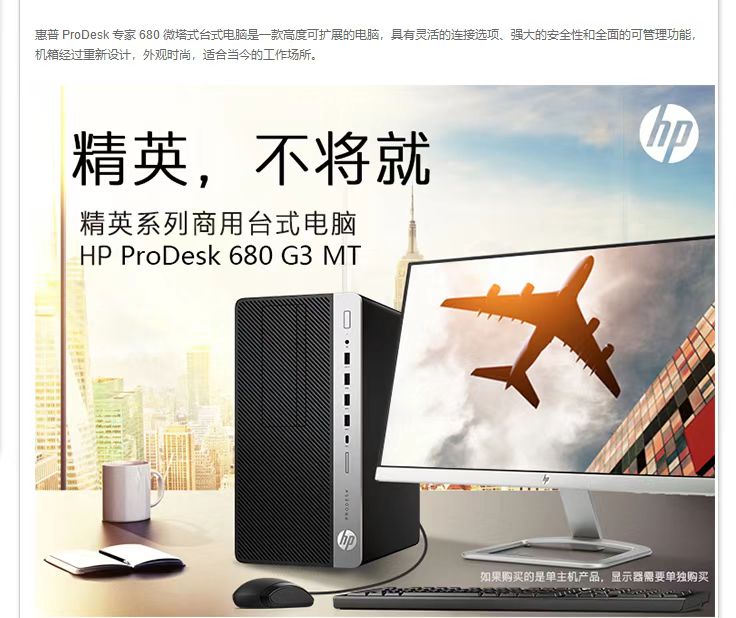 惠普 ProDesk 专家 680 微塔式台式电脑是一款高度可扩展的电脑，具有灵活的连接选项、强大的安全性和全面的可管理功能，
机箱经过重新设计，外观时尚，适合当今的工作场所。
hp
精英，不将就
精英系列商用台式电脑
HP ProDesk 680 G3 MT
PRODESK
hp
hp
如果购买的是单主机产品，显示器需要单独购买